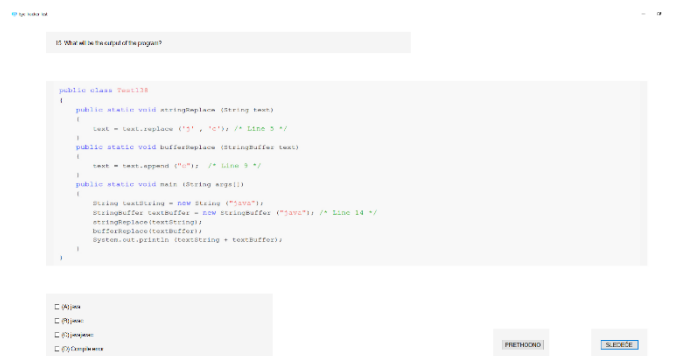 15. What will be the output of the program?
public class Test138
{
public static void stringReplace (String text)
{
text = text.replace ('j' , 'c'); /* Line 5 */
}
public static void bufferReplace (StringBuffer text)
{
text = text.append ("c"); /* Line 9 */
}
public static void main (String args[])
{
String textString = new String ("java");
StringBuffer textBuffer = new StringBuffer ("java"); /* Line 14 */
stringReplace(textString);
bufferReplace(textBuffer);
System.out.println (textString + textBuffer);
}
}
(A) java
(B) javac
(C) javajavac
(D) Compile error
PRETHODNO
SLEDEĆE